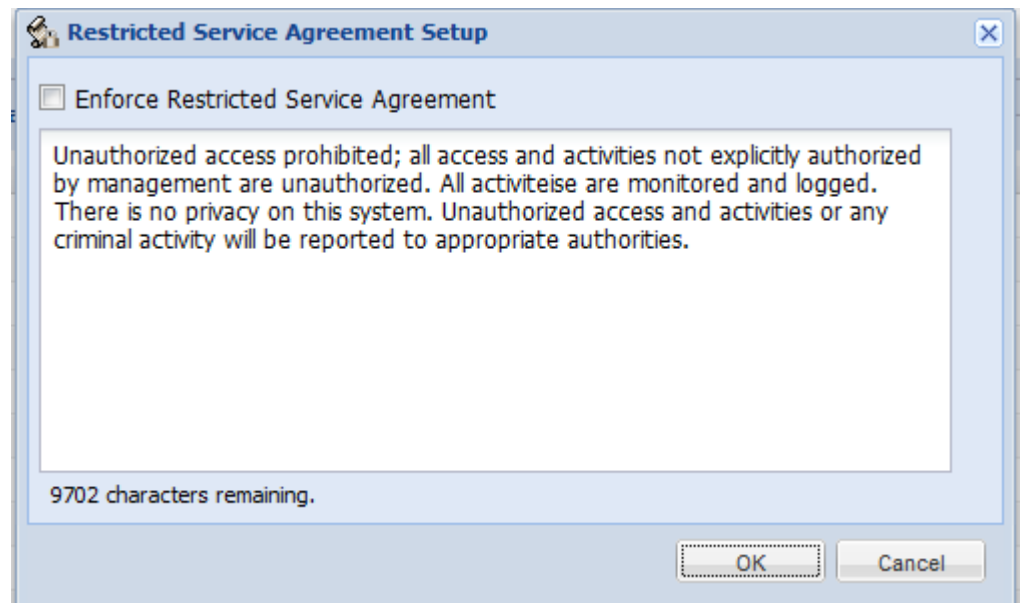 Restricted Service Agreement Setup
Enforce Restricted Service Agreement
Unauthorized access prohibited; all access and activities not explicitly authorized
by management are unauthorized. All activiteise are monitored and logged.
There is no privacy on this system. Unauthorized access and activities or any
criminal activity will be reported to appropriate authorities.
9702 characters remaining.
OK Cancel